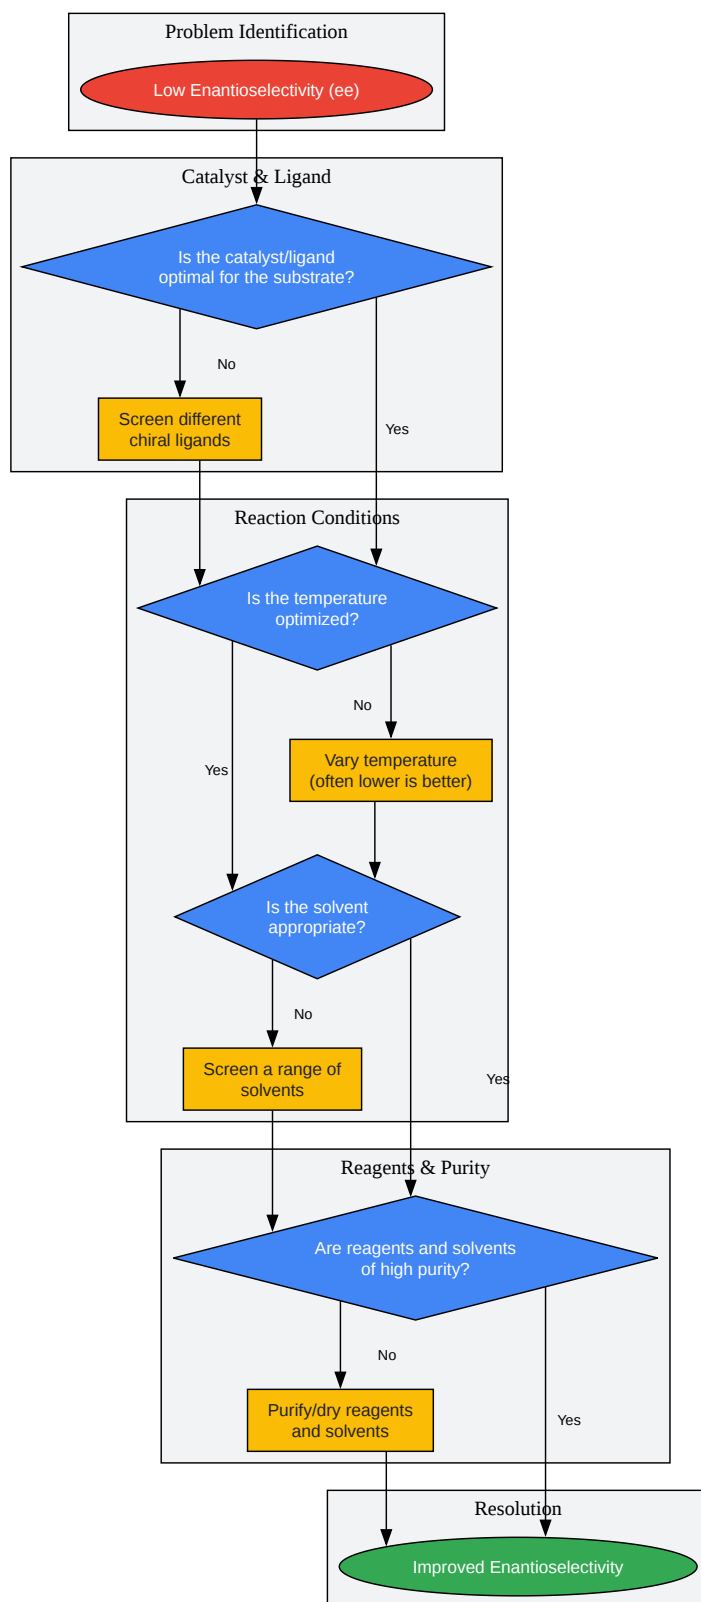 Problem Identification
Low Enantioselectivity (ee)
Catalyst & Ligand
Is the catalyst/ligand
optimal for the substrate?
No
Screen different
chiral ligands
Yes
Reaction Conditions
Is the temperature
optimized?
No
Vary temperature
(often lower is better)
Yes
Is the solvent
appropriate?
No
Screen a range of
solvents
Yes
Reagents & Purity
Are reagents and solvents
of high purity?
No
Purify/dry reagents
and solvents
Yes
Resolution
Improved Enantioselectivity